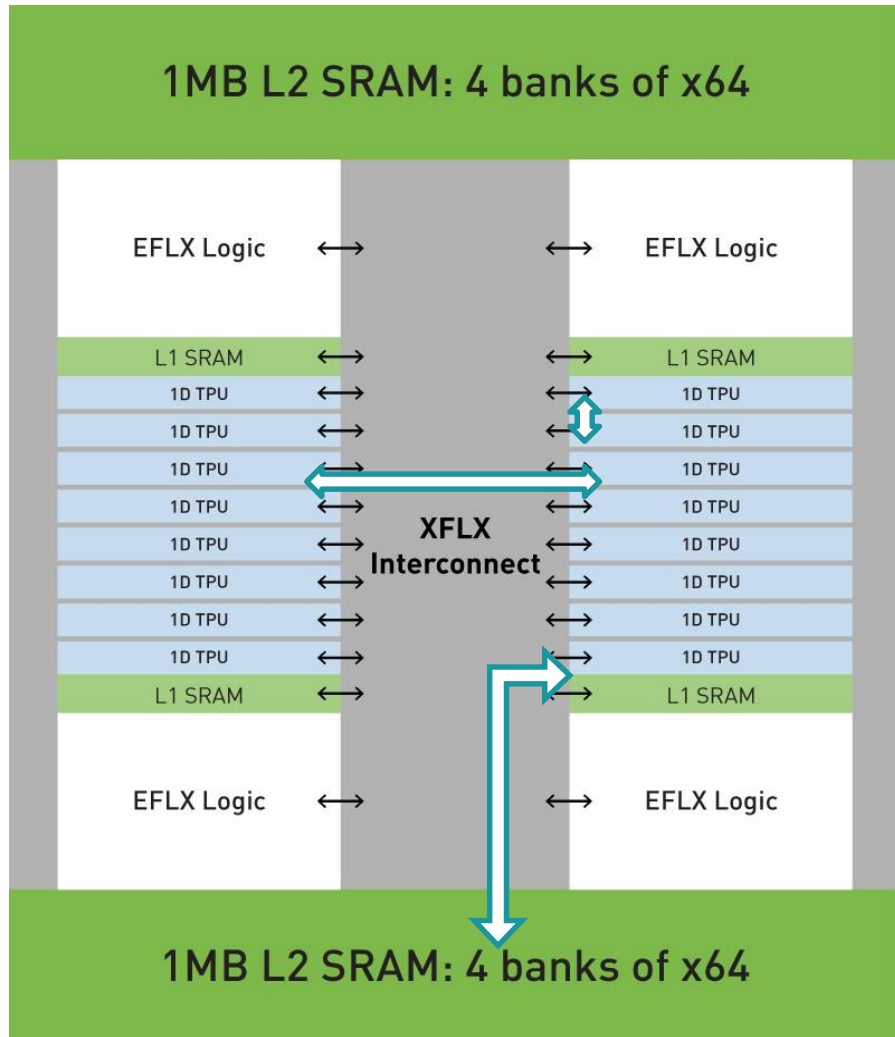 1MB L2 SRAM: 4 banks of x64
EFLX Logic
EFLX Logic
L1 SRAM
L1 SRAM
1D TPU
1D TPU
1D TPU
1D TPU
1D TPU
1D TPU
1D TPU
1D TPU
XFLX
Interconnect
1D TPU
1D TPU
1D TPU
1D TPU
1D TPU
1D TPU
1D TPU
1D TPU
L1 SRAM
L1 SRAM
EFLX Logic
EFLX Logic
1MB L2 SRAM: 4 banks of x64